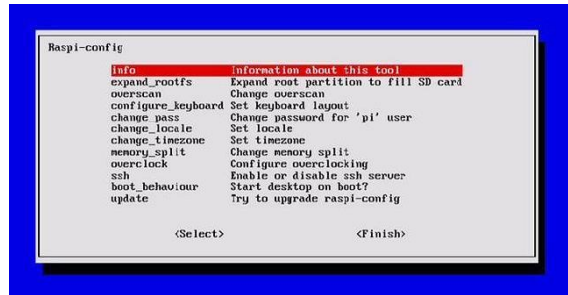 Raspi-config
info Information about this tool
expand_rootfs Expand root partition to fill SD card
overscan Change overscan
configure_keyboard Set keyboard layout
change_pass Change password for 'pi' user
change_locale Set locale
change_timezone Set timezone
memory_split Change memory split
overclock Configure overclocking
ssh Enable or disable ssh server
boot_behaviour Start desktop on boot?
update Try to upgrade raspi-config
<Select> <Finish>